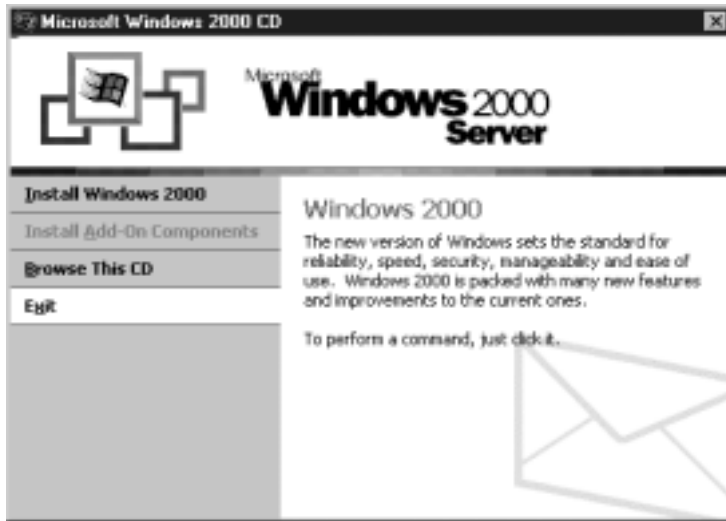 Microsoft Windows 2000 CD
Microsoft
Windows 2000
Server
Install Windows 2000
Install Add-On Components
Browse This CD
Exit
Windows 2000
The new version of Windows sets the standard for
reliability, speed, security, manageability and ease of
use. Windows 2000 is packed with many new features
and improvements to the current ones.
To perform a command, just click it.